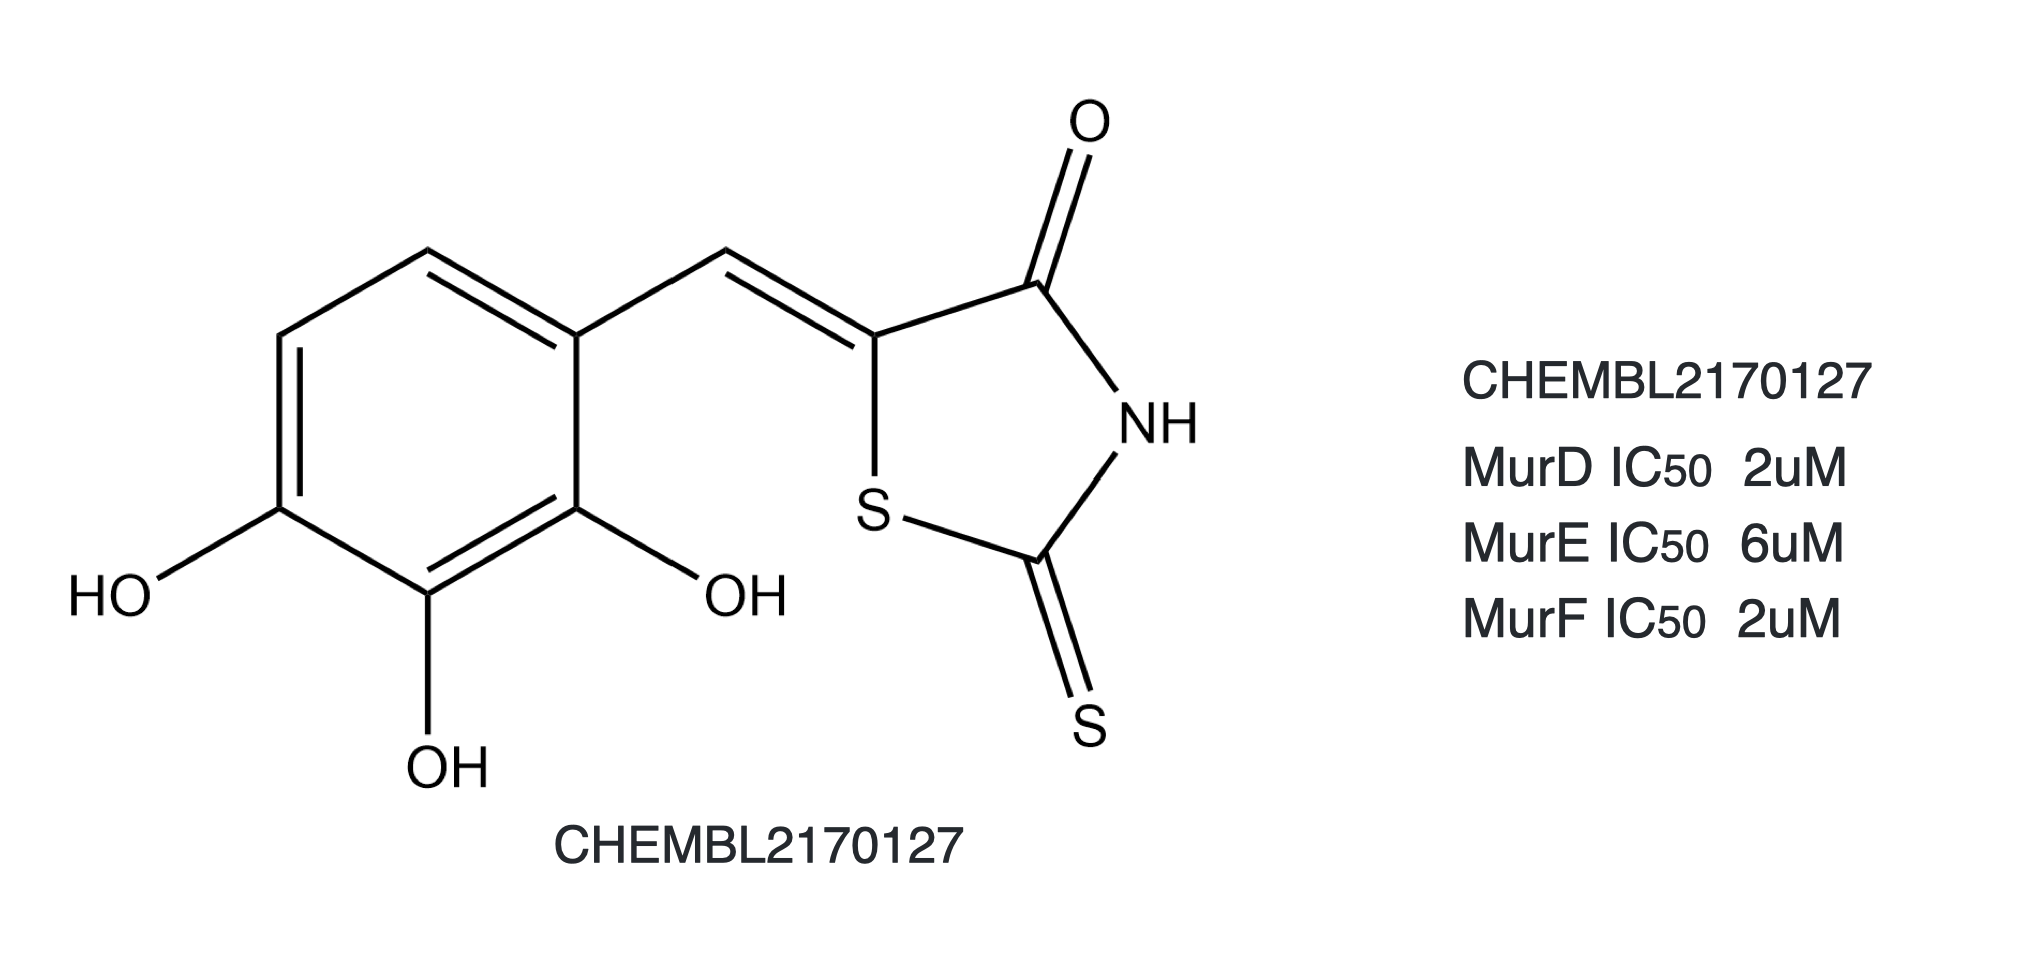 O
NH
S
HO
OH
S
OH
CHEMBL2170127
CHEMBL2170127
MurD IC50 2uM
MurE IC50 6uM
MurF IC50 2uM